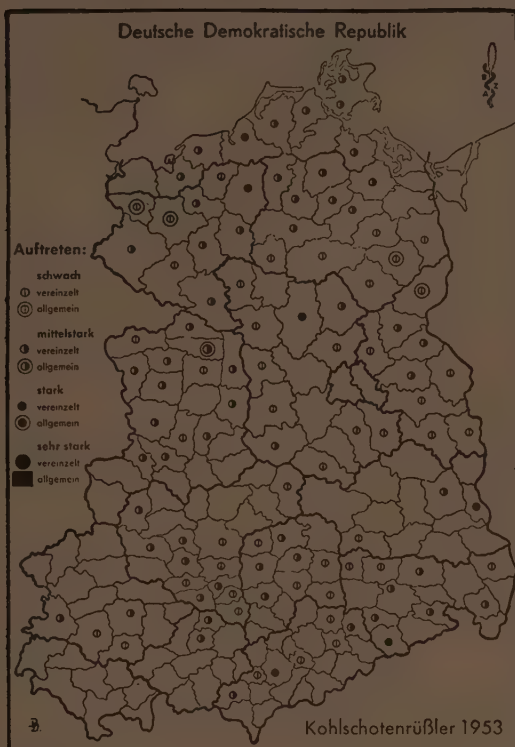 Deutsche Demokratische Republik
Auftreten:
schwach
vereinzelt
allgemein
mittelstark
vereinzelt
allgemein
stark
vereinzelt
allgemein
sehr stark
vereinzelt
allgemein
Kohlschotenrüßler 1953